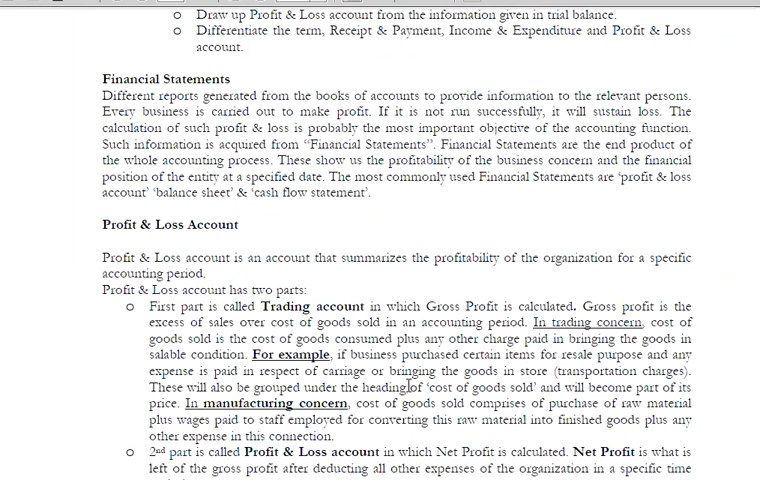 o Draw up Profit & Loss account from the information given in trial balance.
o Differentiate the term, Receipt & Payment, Income & Expenditure and Profit & Loss
account.
Financial Statements
Different reports generated from the books of accounts to provide information to the relevant persons.
Every business is carried out to make profit. If it is not run successfully, it will sustain loss. The
calculation of such profit & loss is probably the most important objective of the accounting function.
Such information is acquired from “Financial Statements”. Financial Statements are the end product of
the whole accounting process. These show us the profitability of the business concern and the financial
position of the entity at a specified date. The most commonly used Financial Statements are ‘profit & loss
account’ ‘balance sheet’ & ‘cash flow statement’.
Profit & Loss Account
Profit & Loss account is an account that summarizes the profitability of the organization for a specific
accounting period.
Profit & Loss account has two parts:
o First part is called Trading account in which Gross Profit is calculated. Gross profit is the
excess of sales over cost of goods sold in an accounting period. In trading concern, cost of
goods sold is the cost of goods consumed plus any other charge paid in bringing the goods in
salable condition. For example, if business purchased certain items for resale purpose and any
expense is paid in respect of carriage or bringing the goods in store (transportation charges).
These will also be grouped under the heading of ‘cost of goods sold’ and will become part of its
price. In manufacturing concern, cost of goods sold comprises of purchase of raw material
plus wages paid to staff employed for converting this raw material into finished goods plus any
other expense in this connection.
o 2nd part is called Profit & Loss account in which Net Profit is calculated. Net Profit is what is
left of the gross profit after deducting all other expenses of the organization in a specific time